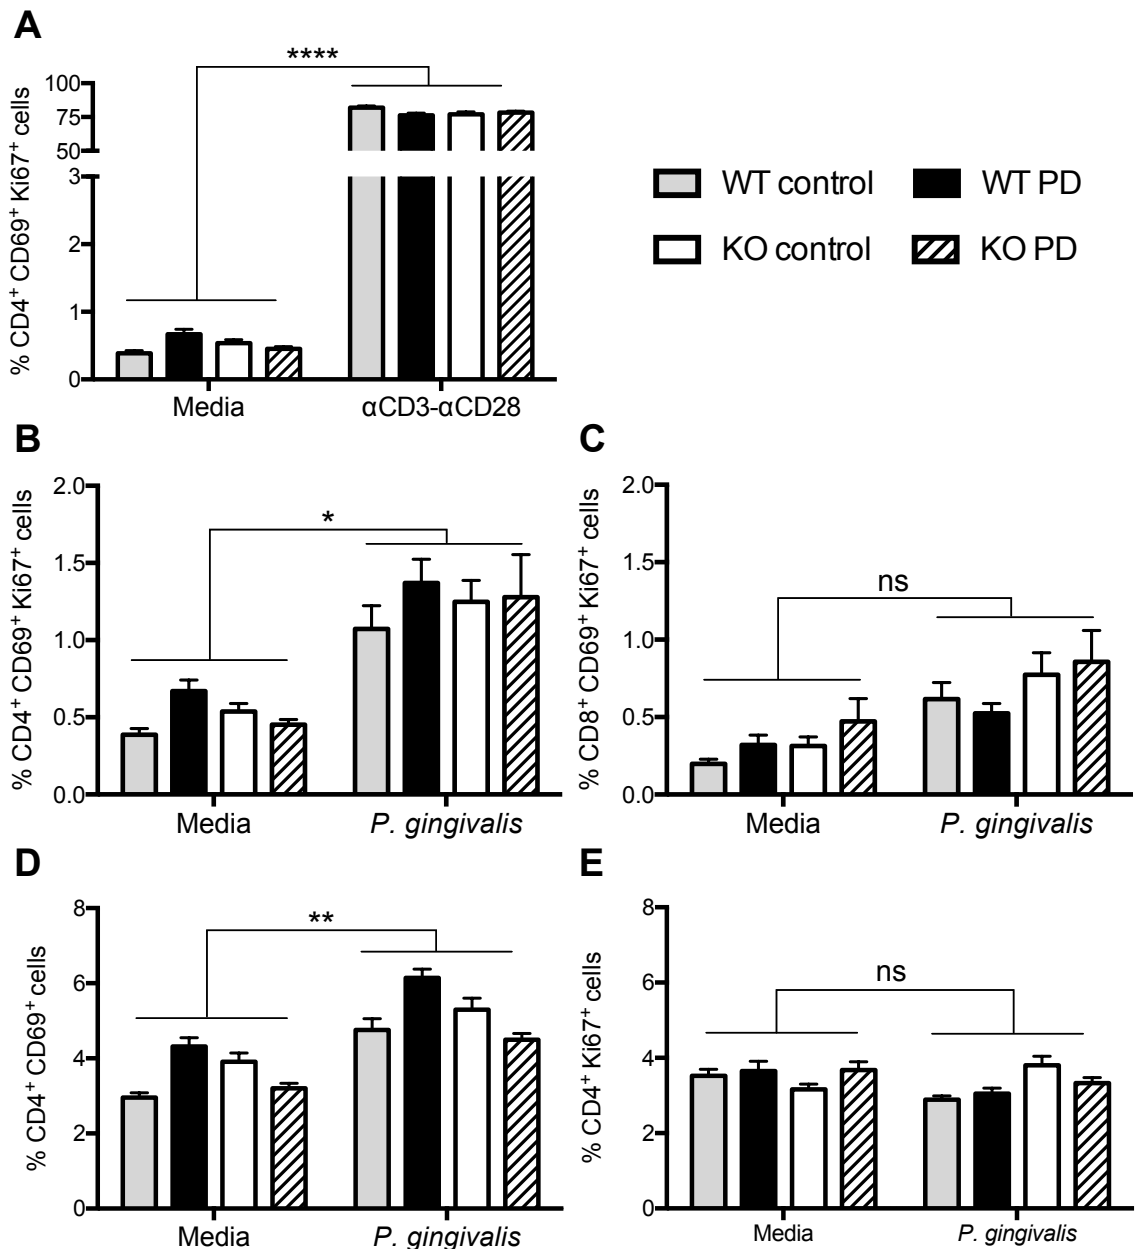 A
% CD4+ CD69+ Ki67+ cells
****
100
75
50
3
2
1
0
Media αCD3-αCD28
WT control WT PD
KO control KO PD
B
% CD4+ CD69+ Ki67+ cells
*
2.0
1.5
1.0
0.5
0.0
Media P. gingivalis
C
% CD8+ CD69+ Ki67+ cells
ns
2.0
1.5
1.0
0.5
0.0
Media P. gingivalis
D
% CD4+ CD69+ cells
**
8
6
4
2
0
Media P. gingivalis
E
% CD4+ Ki67+ cells
ns
8
6
4
2
0
Media P. gingivalis